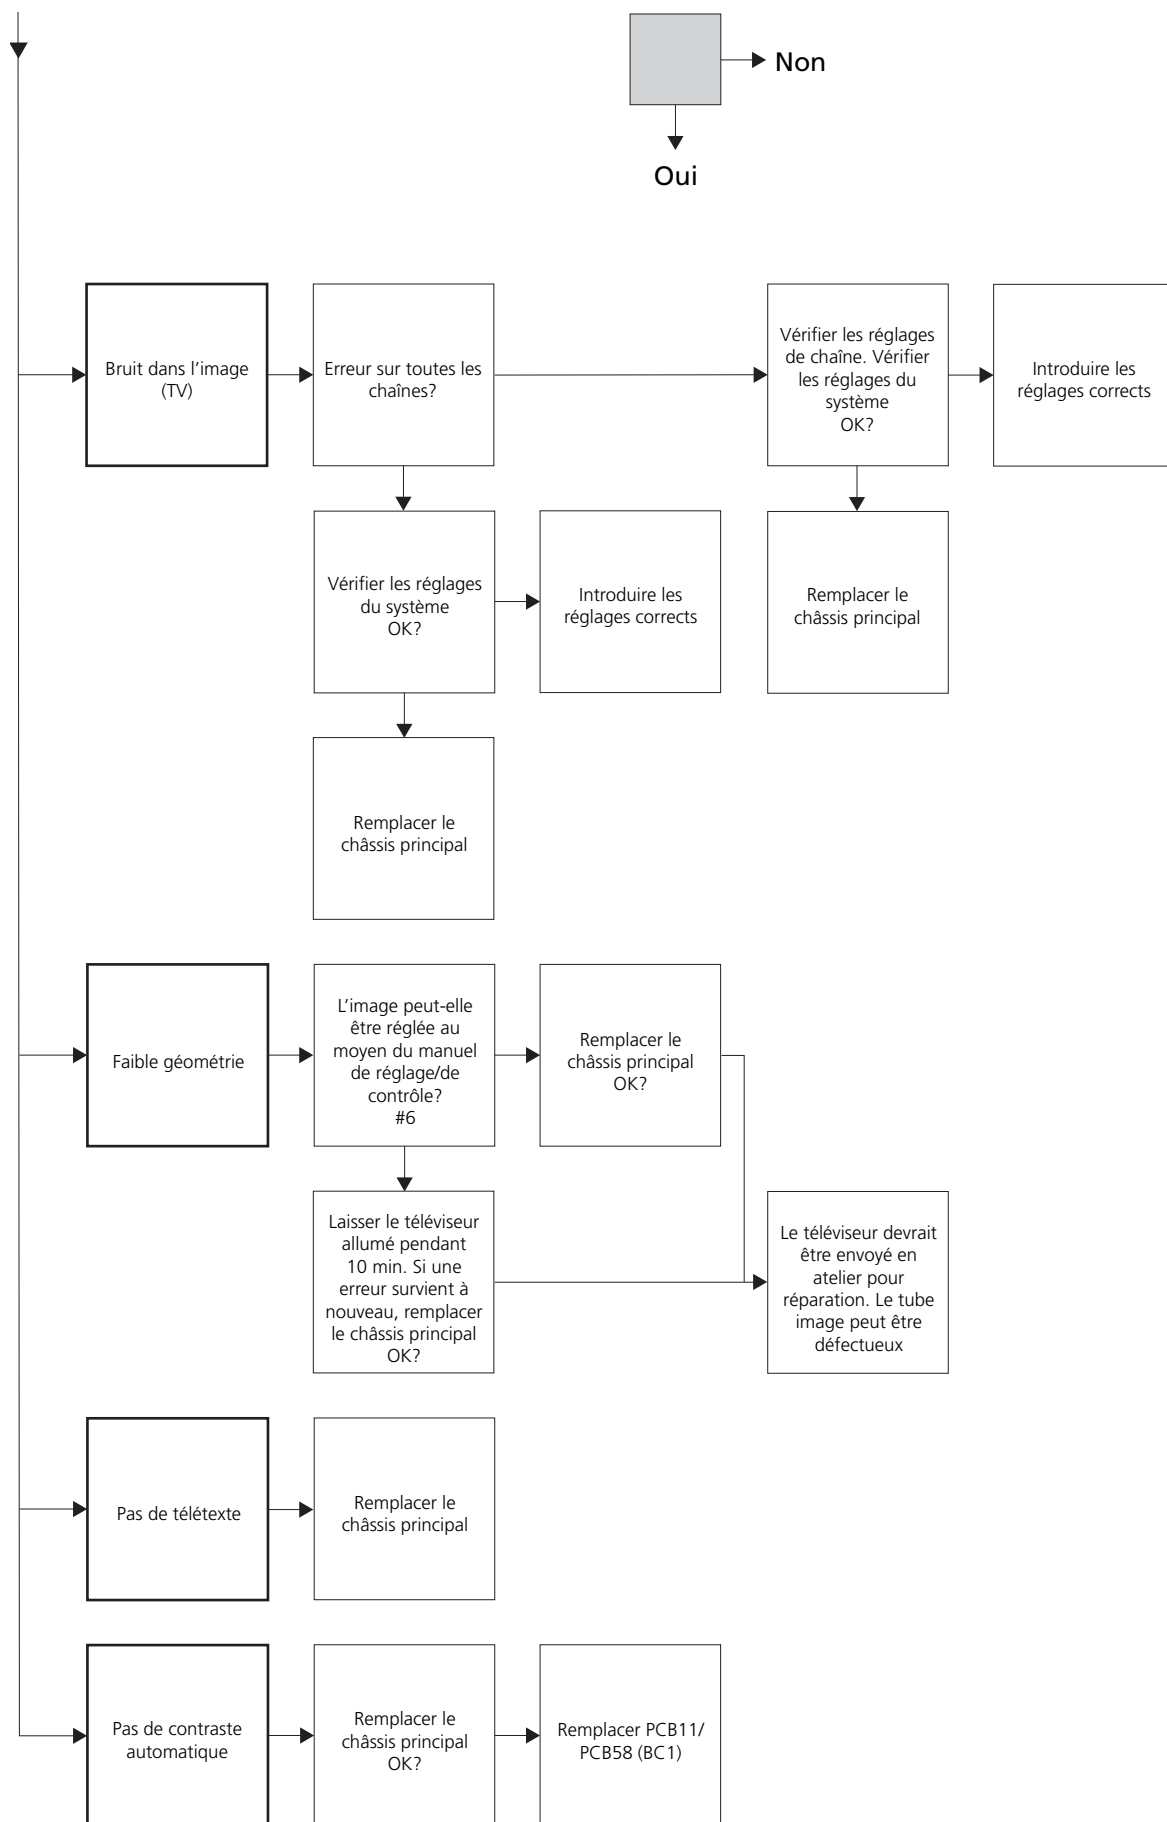 Non
Oui
Bruit dans l'image
(TV)
Erreur sur toutes les
chaînes?
Vérifier les réglages
de chaîne. Vérifier
les réglages du
système
OK?
Introduire les
réglages corrects
Vérifier les réglages
du système
OK?
Introduire les
réglages corrects
Remplacer le
châssis principal
Remplacer le
châssis principal
Faible géométrie
L'image peut-elle
être réglée au
moyen du manuel
de réglage/de
contrôle?
#6
Remplacer le
châssis principal
OK?
Laisser le téléviseur
allumé pendant
10 min. Si une
erreur survient à
nouveau, remplacer
le châssis principal
OK?
Le téléviseur devrait
être envoyé en
atelier pour
réparation. Le tube
image peut être
défectueux
Pas de télétexte
Remplacer le
châssis principal
Pas de contraste
automatique
Remplacer le
châssis principal
OK?
Remplacer PCB11/
PCB58 (BC1)